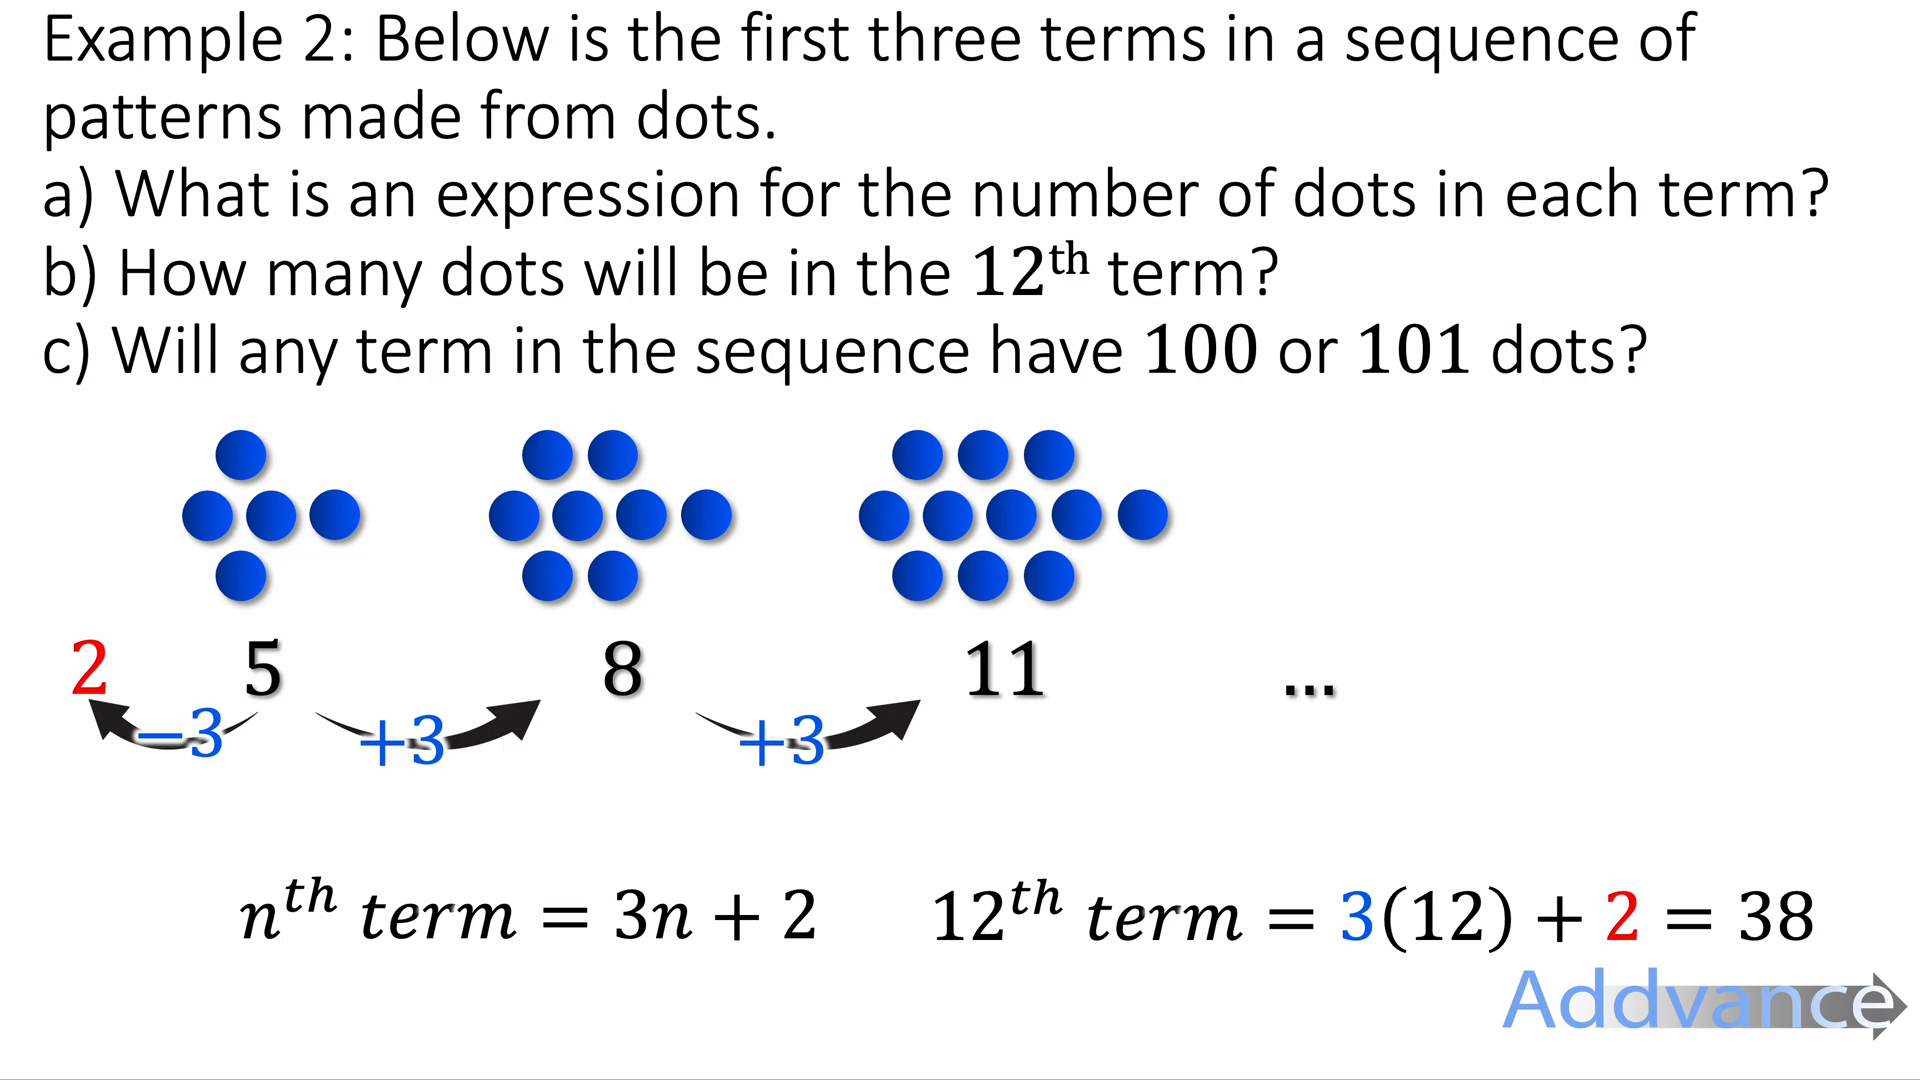 Example 2: Below is the first three terms in a sequence of
patterns made from dots.
a) What is an expression for the number of dots in each term?
b) How many dots will be in the 12ᵗʰ term?
c) Will any term in the sequence have 100 or 101 dots?
2 5 8 11 ...
−3 +3 +3
nᵗʰ term = 3n + 2 12ᵗʰ term = 3(12) + 2 = 38
Addvance